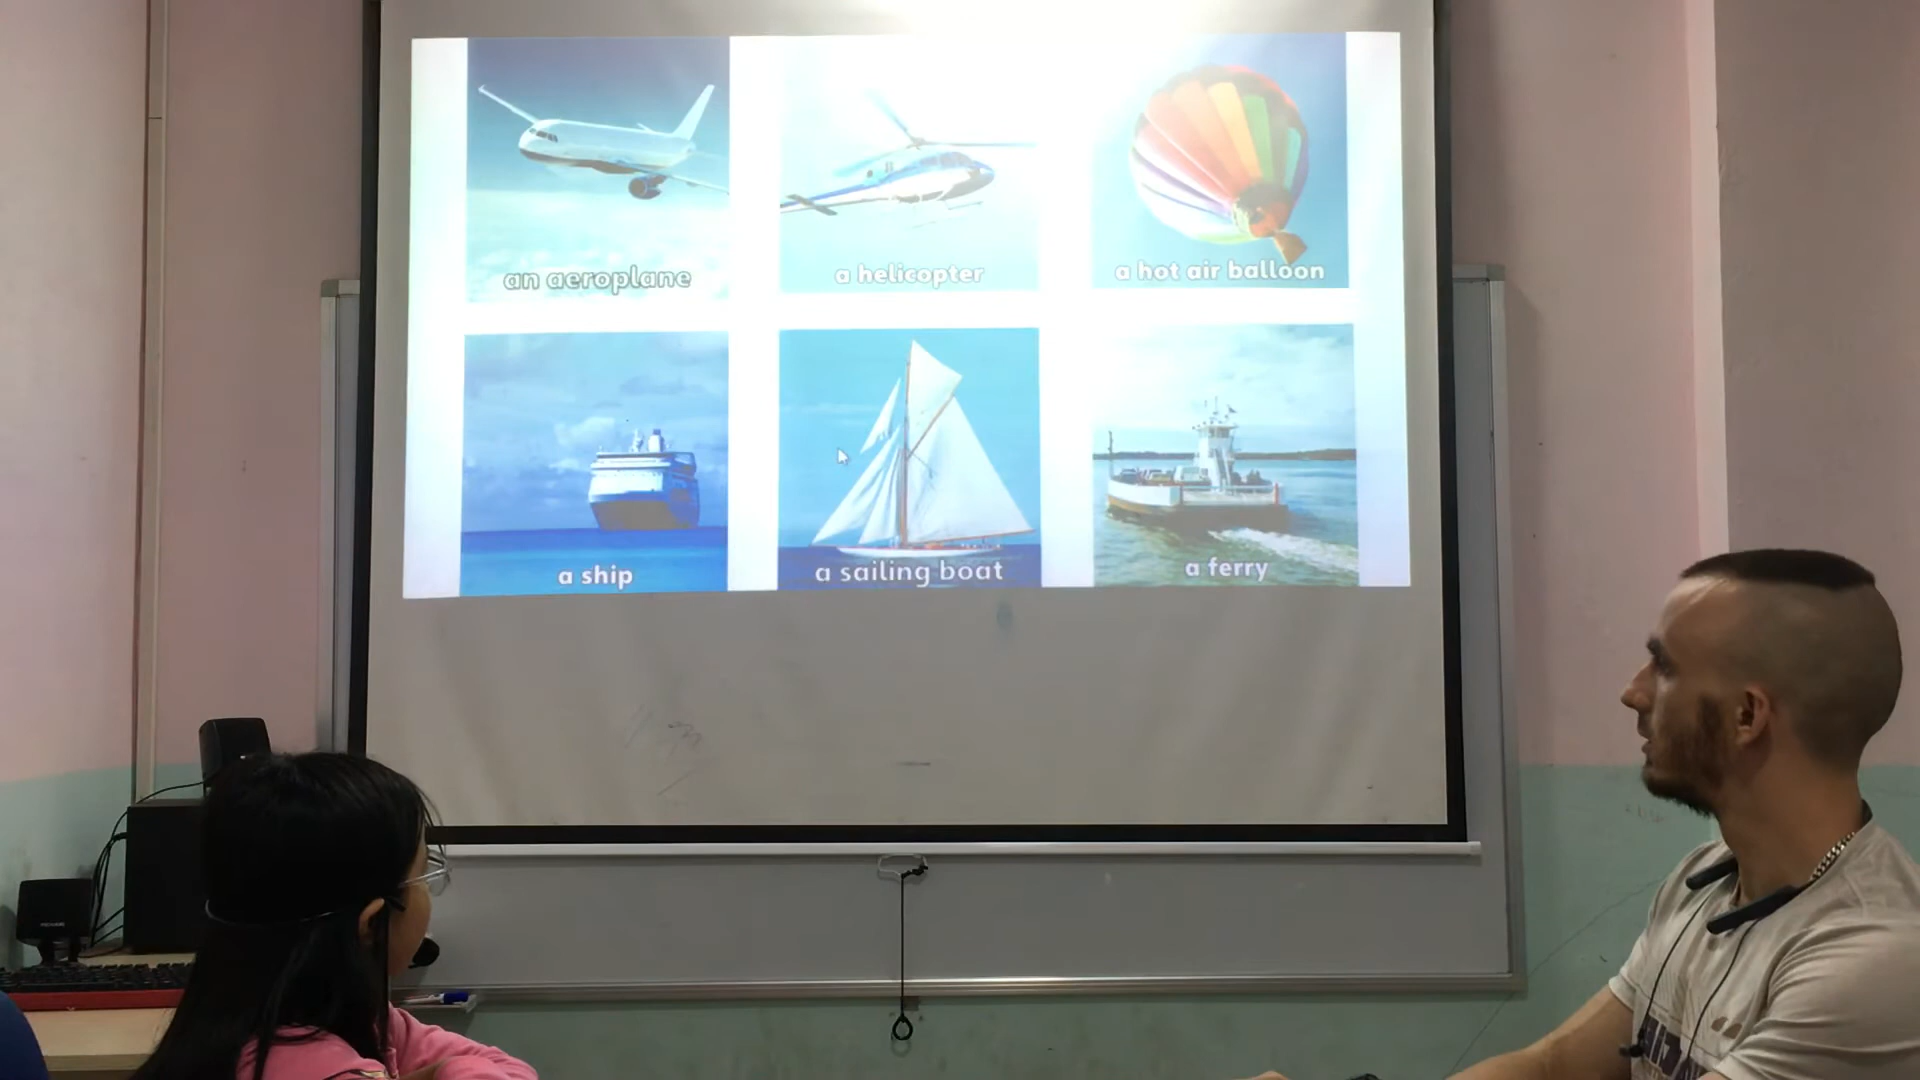 an aeroplane
a helicopter
a hot air balloon
a ship
a sailing boat
a ferry